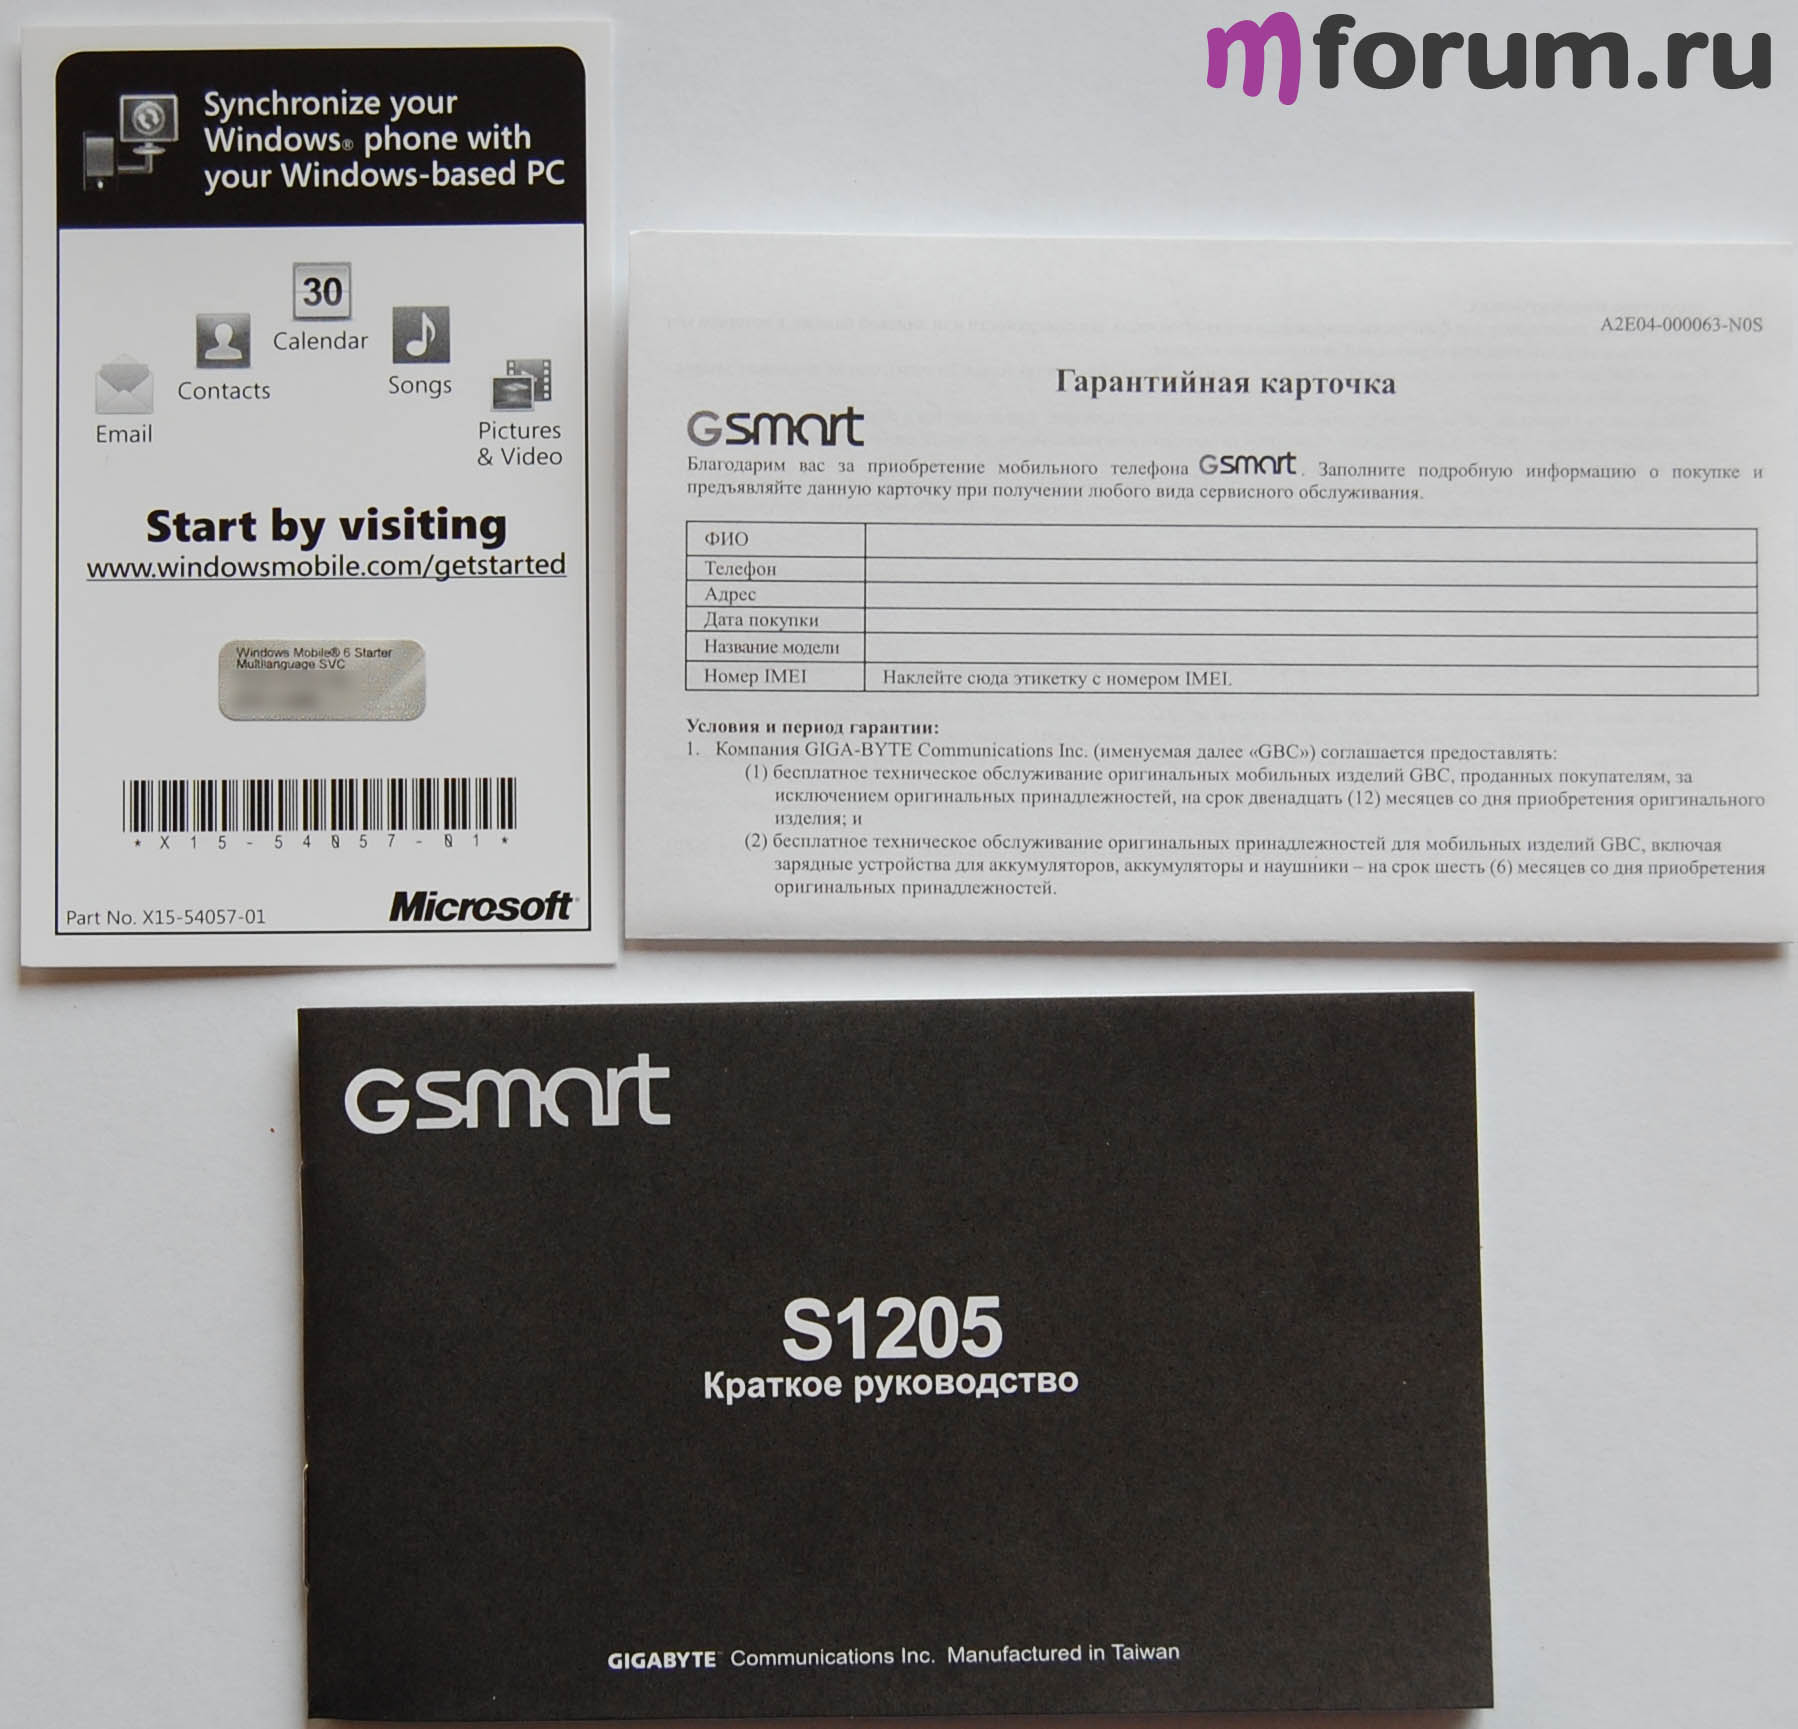 mforum.ru
Synchronize your
Windows® phone with
your Windows-based PC
30
Calendar
Contacts
Songs
Email
Pictures
& Video
Start by visiting
www.windowsmobile.com/getstarted
Windows Mobile® 6 Starter
Multilanguage SVC
* X 1 5 - 5 4 0 5 7 - 0 1 *
Part No. X15-54057-01
Microsoft
A2E04-000063-N0S
Гарантийная карточка
Gsmart
Благодарим вас за приобретение мобильного телефона Gsmart. Заполните подробную информацию о покупке и
предъявляйте данную карточку при получении любого вида сервисного обслуживания.
ФИО
Телефон
Адрес
Дата покупки
Название модели
Номер IMEI Наклейте сюда этикетку с номером IMEI.
Условия и период гарантии:
1. Компания GIGA-BYTE Communications Inc. (именуемая далее «GBC») соглашается предоставлять:
(1) бесплатное техническое обслуживание оригинальных мобильных изделий GBC, проданных покупателям, за
исключением оригинальных принадлежностей, на срок двенадцать (12) месяцев со дня приобретения оригинального
изделия; и
(2) бесплатное техническое обслуживание оригинальных принадлежностей для мобильных изделий GBC, включая
зарядные устройства для аккумуляторов, аккумуляторы и наушники – на срок шесть (6) месяцев со дня приобретения
оригинальных принадлежностей.
Gsmart
S1205
Краткое руководство
GIGABYTE™ Communications Inc. Manufactured in Taiwan